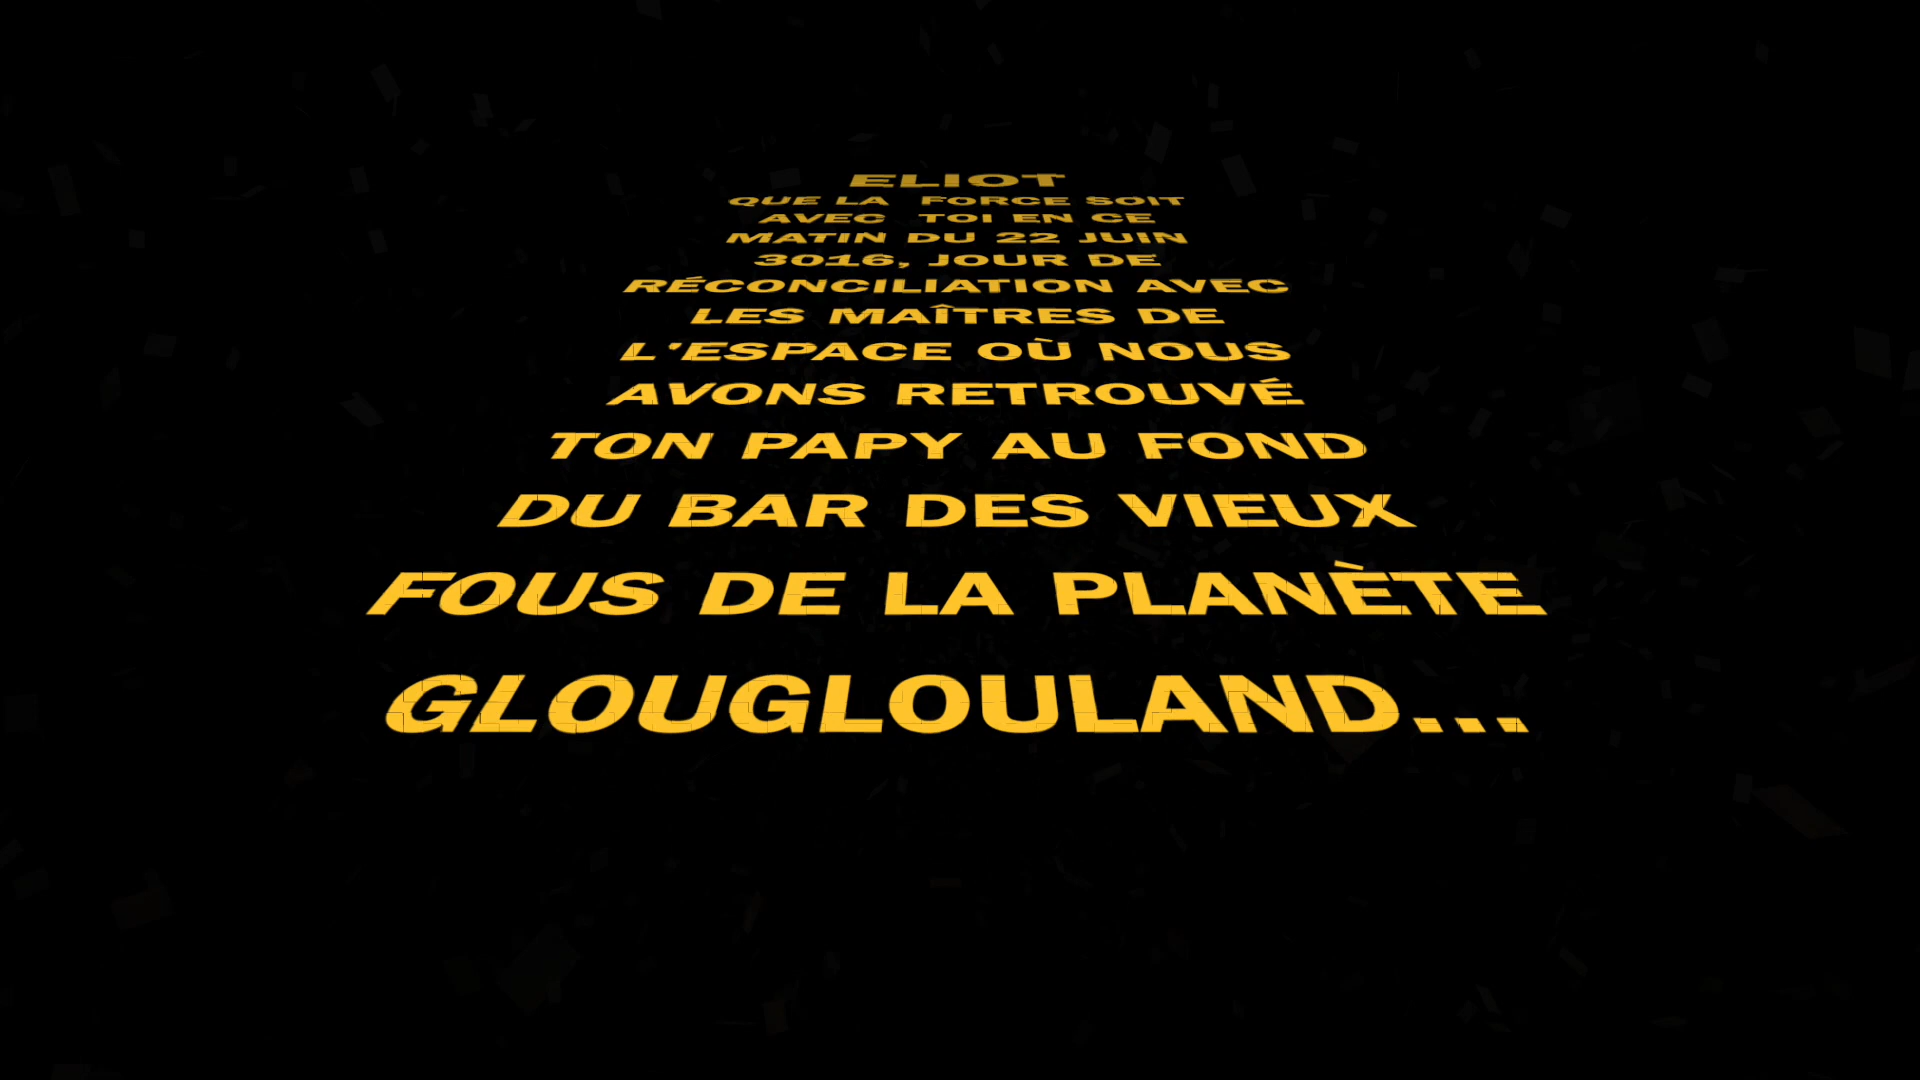 ELIOT
QUE LA FORCE SOIT
AVEC TOI EN CE
MATIN DU 22 JUIN
3016, JOUR DE
RÉCONCILIATION AVEC
LES MAÎTRES DE
L'ESPACE OÙ NOUS
AVONS RETROUVÉ
TON PAPY AU FOND
DU BAR DES VIEUX
FOUS DE LA PLANÈTE
GLOUGLOULAND...